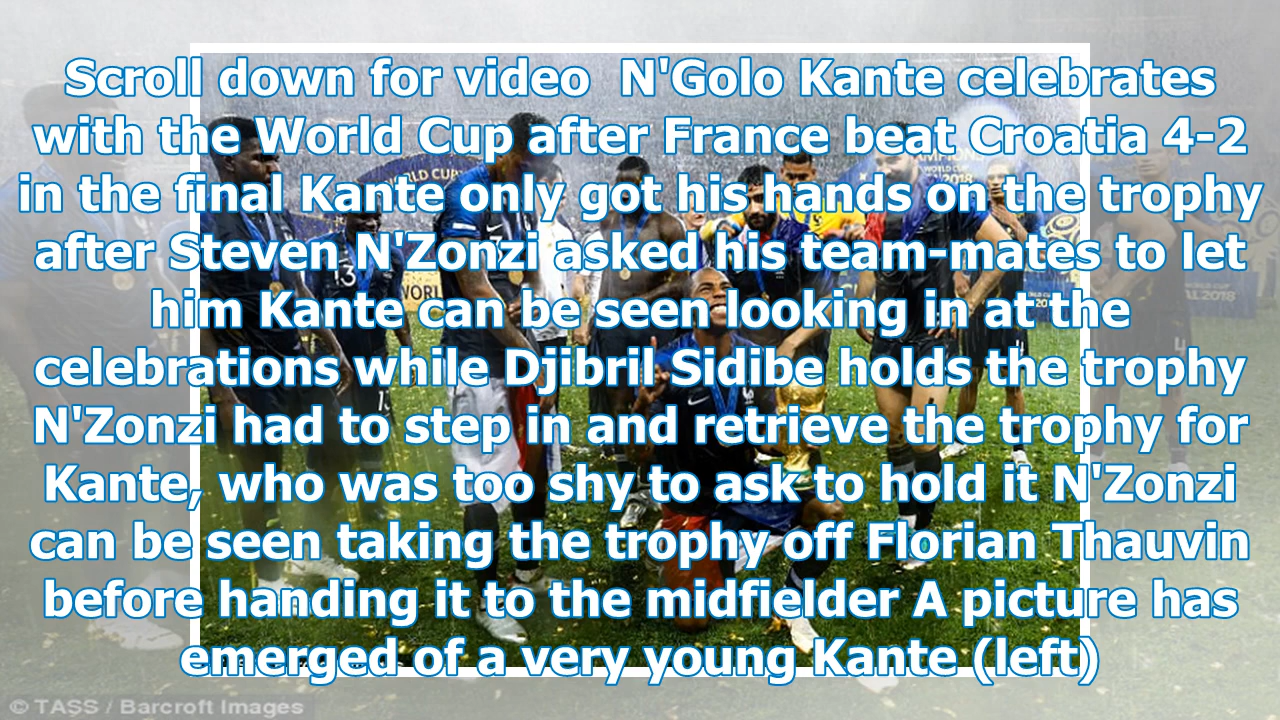 Scroll down for video  N'Golo Kante celebrates
with the World Cup after France beat Croatia 4-2
in the final Kante only got his hands on the trophy
after Steven N'Zonzi asked his team-mates to let
him Kante can be seen looking in at the
celebrations while Djibril Sidibe holds the trophy
N'Zonzi had to step in and retrieve the trophy for
Kante, who was too shy to ask to hold it N'Zonzi
can be seen taking the trophy off Florian Thauvin
before handing it to the midfielder A picture has
emerged of a very young Kante (left)
© TASS / Barcroft Images